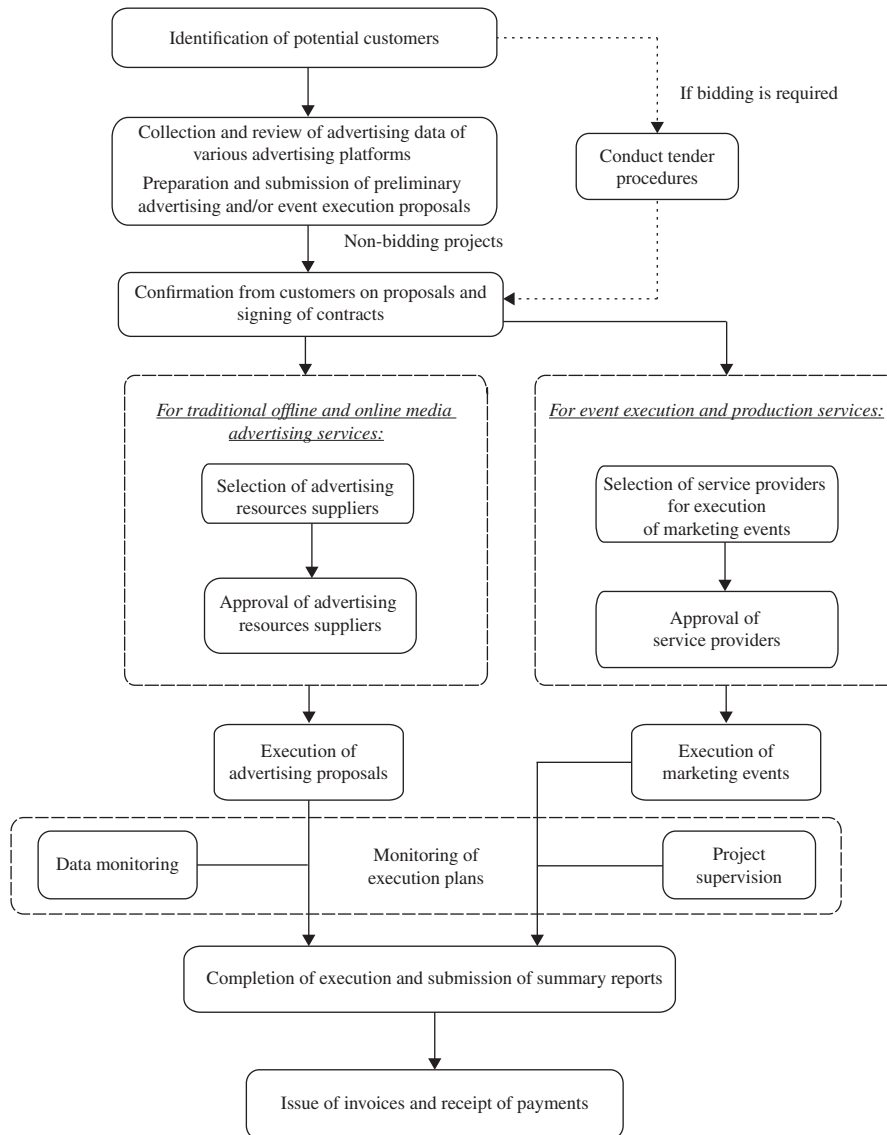 Identification of potential customers
If bidding is required
Collection and review of advertising data of
various advertising platforms
Preparation and submission of preliminary
advertising and/or event execution proposals
Conduct tender
procedures
Non-bidding projects
Confirmation from customers on proposals and
signing of contracts
For traditional offline and online media
advertising services:
Selection of advertising
resources suppliers
Approval of advertising
resources suppliers
For event execution and production services:
Selection of service providers
for execution
of marketing events
Approval of
service providers
Execution of
advertising proposals
Execution of
marketing events
Data monitoring
Monitoring of
execution plans
Project
supervision
Completion of execution and submission of summary reports
Issue of invoices and receipt of payments